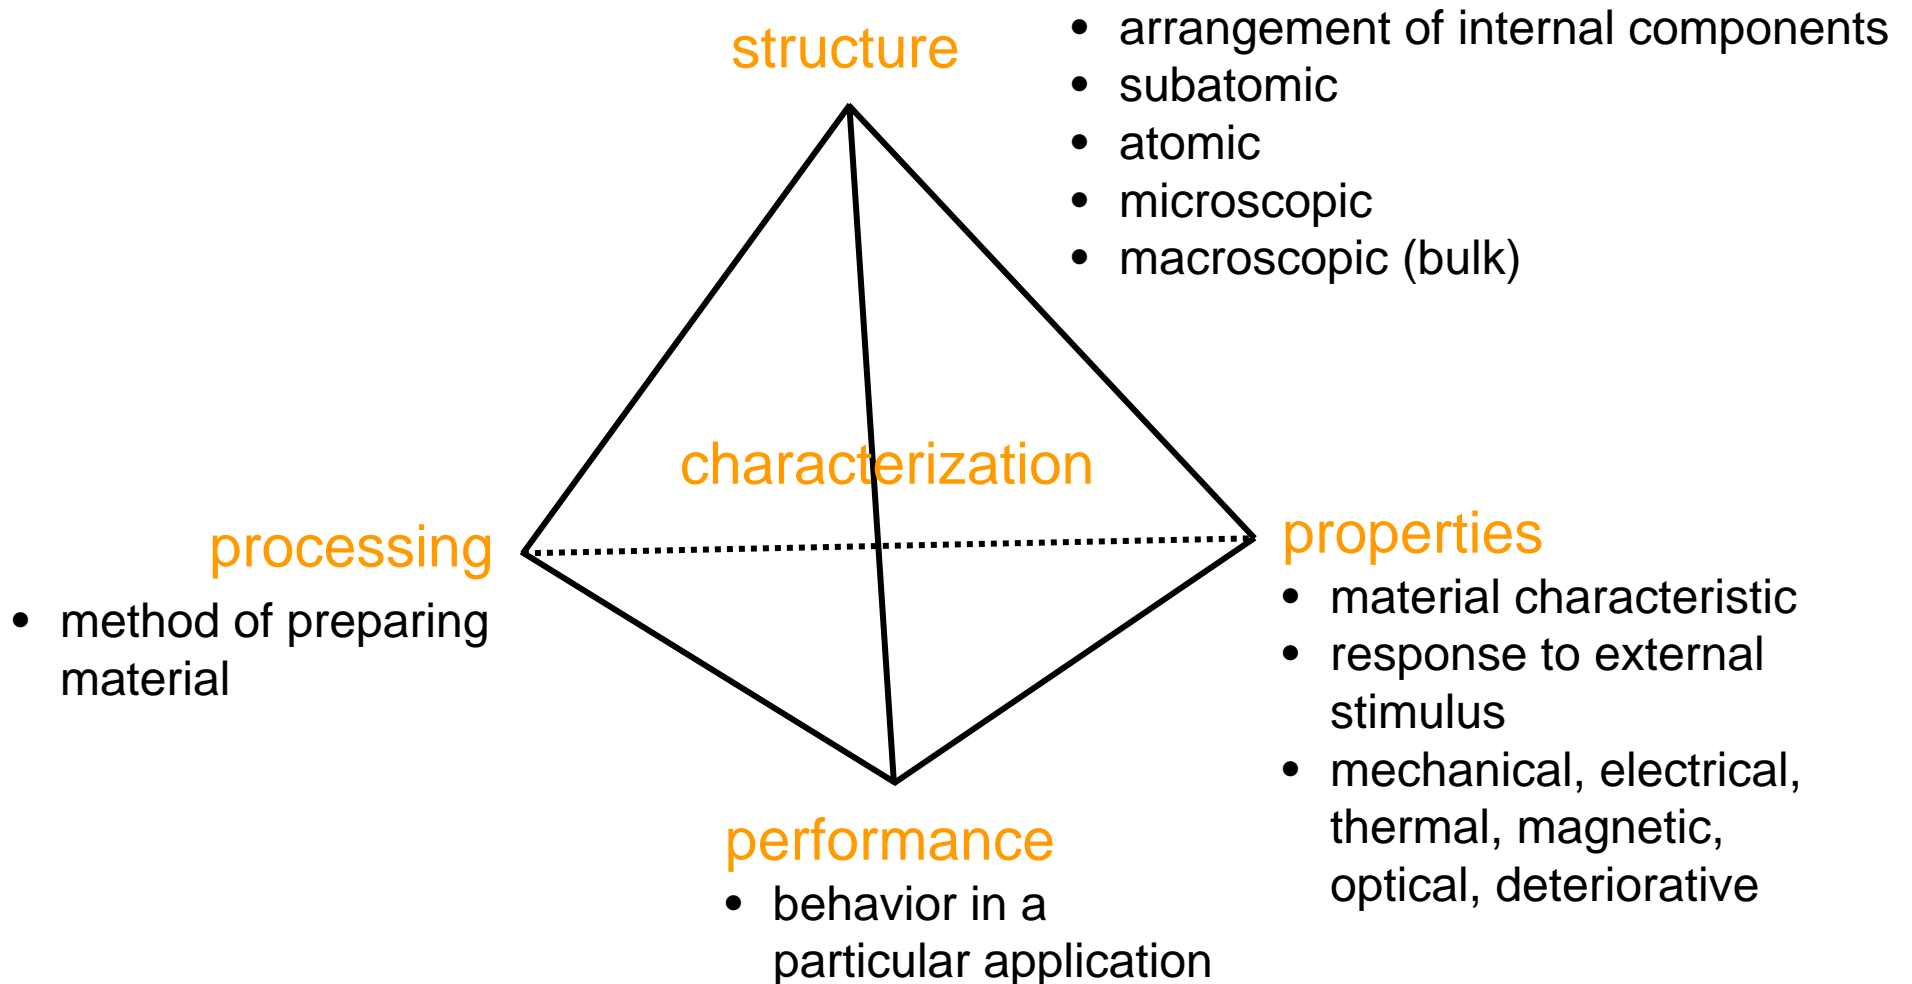 structure
• arrangement of internal components
• subatomic
• atomic
• microscopic
• macroscopic (bulk)
characterization
processing
• method of preparing
material
properties
• material characteristic
• response to external
stimulus
• mechanical, electrical,
thermal, magnetic,
optical, deteriorative
performance
• behavior in a
particular application